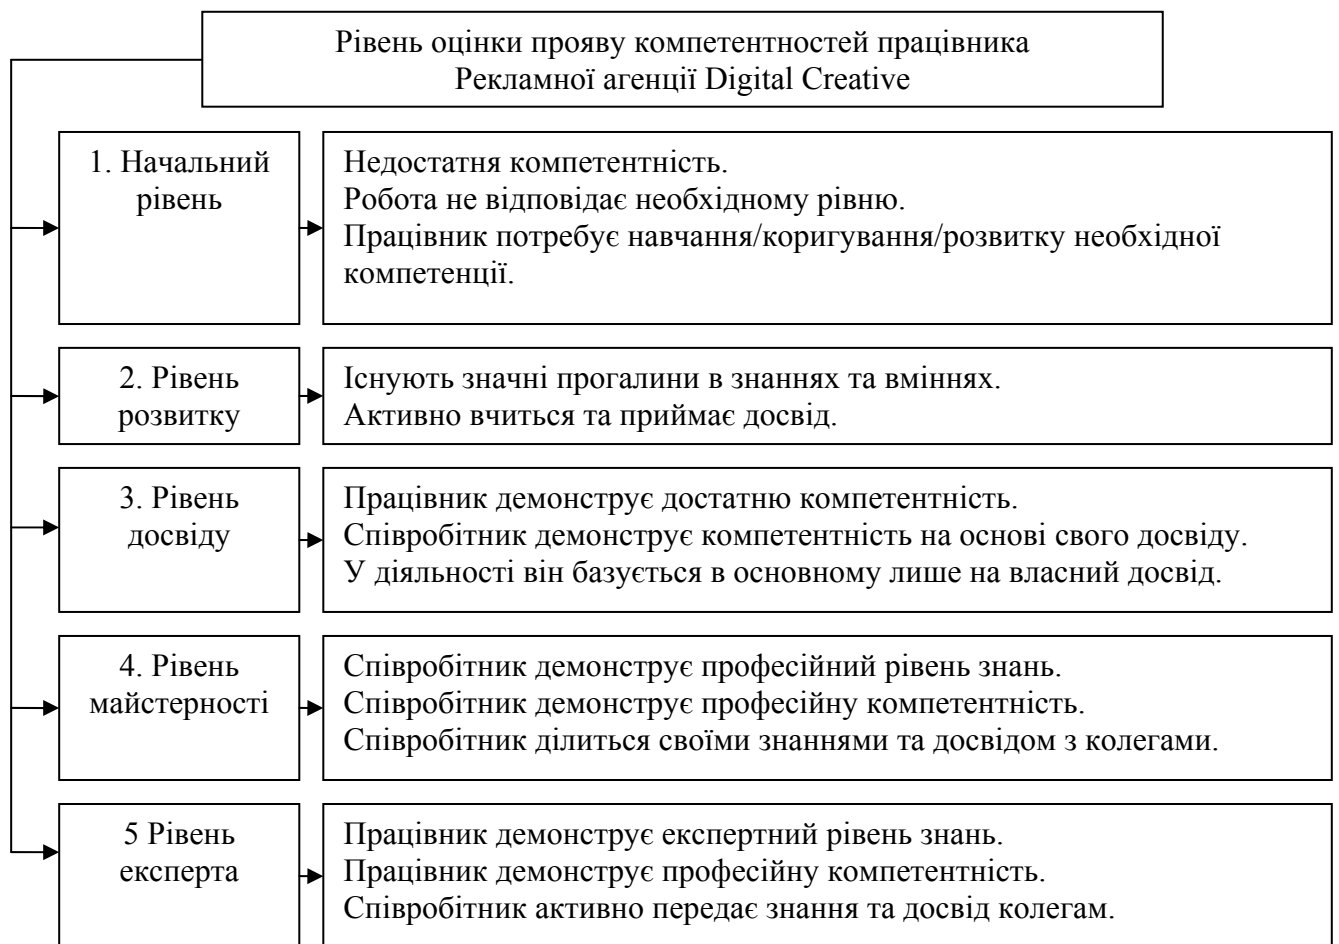 Рівень оцінки прояву компетентностей працівника
Рекламної агенції Digital Creative
1. Начальний
рівень
Недостатня компетентність.
Робота не відповідає необхідному рівню.
Працівник потребує навчання/коригування/розвитку необхідної
компетенції.
2. Рівень
розвитку
Існують значні прогалини в знаннях та вміннях.
Активно вчиться та приймає досвід.
3. Рівень
досвіду
Працівник демонструє достатню компетентність.
Співробітник демонструє компетентність на основі свого досвіду.
У діяльності він базується в основному лише на власний досвід.
4. Рівень
майстерності
Співробітник демонструє професійний рівень знань.
Співробітник демонструє професійну компетентність.
Співробітник ділиться своїми знаннями та досвідом з колегами.
5 Рівень
експерта
Працівник демонструє експертний рівень знань.
Працівник демонструє професійну компетентність.
Співробітник активно передає знання та досвід колегам.